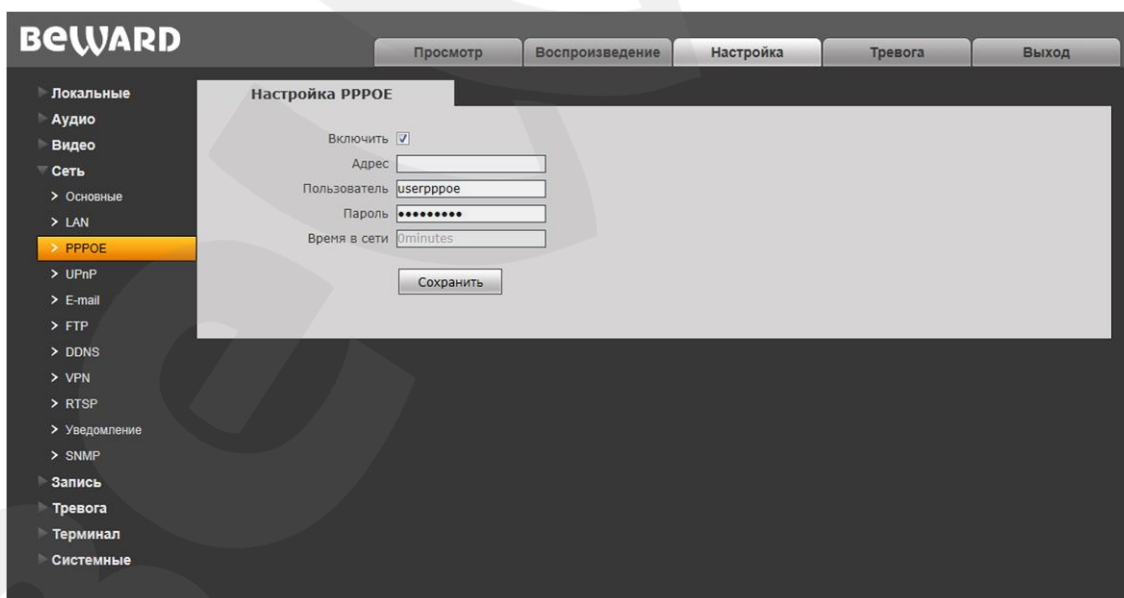 BEWARD
Просмотр Воспроизведение Настройка Тревога Выход
Локальные
Аудио
Видео
Сеть
> Основные
> LAN
> PPPOE
> UPnP
> E-mail
> FTP
> DDNS
> VPN
> RTSP
> Уведомление
> SNMP
Запись
Тревога
Терминал
Системные
Настройка PPPOE
Включить
Адрес
Пользователь userpppoe
Пароль •••••••••
Время в сети 0minutes
Сохранить